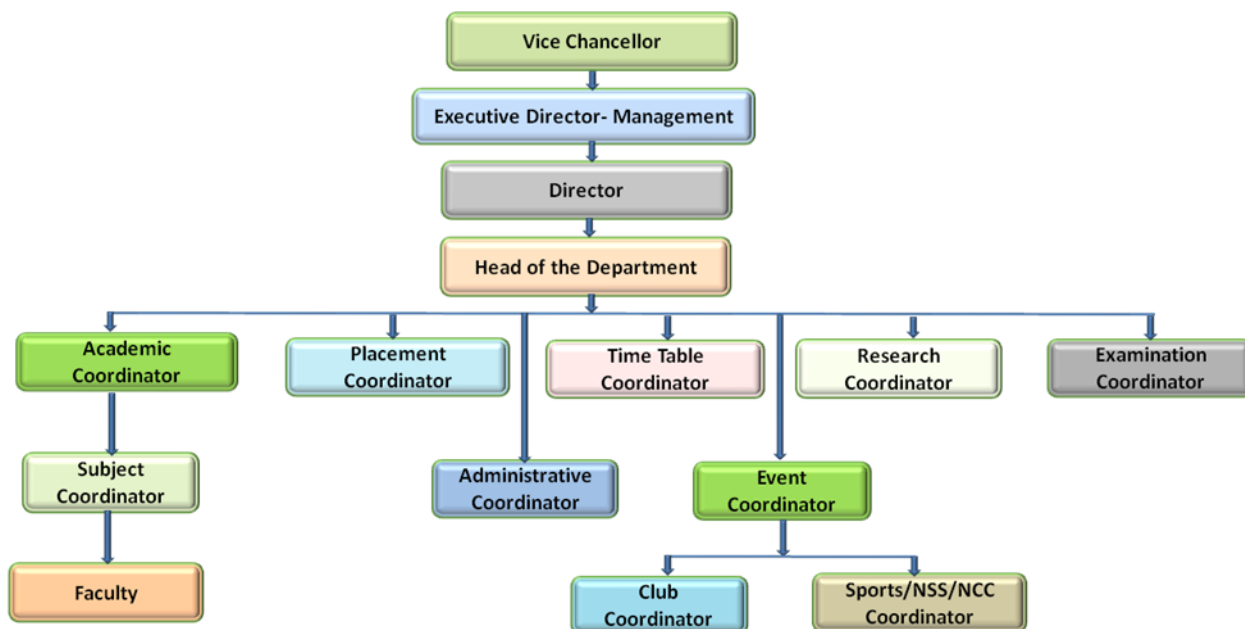 Vice Chancellor
Executive Director- Management
Director
Head of the Department
Academic
Coordinator
Placement
Coordinator
Time Table
Coordinator
Research
Coordinator
Examination
Coordinator
Subject
Coordinator
Administrative
Coordinator
Event
Coordinator
Faculty
Club
Coordinator
Sports/NSS/NCC
Coordinator